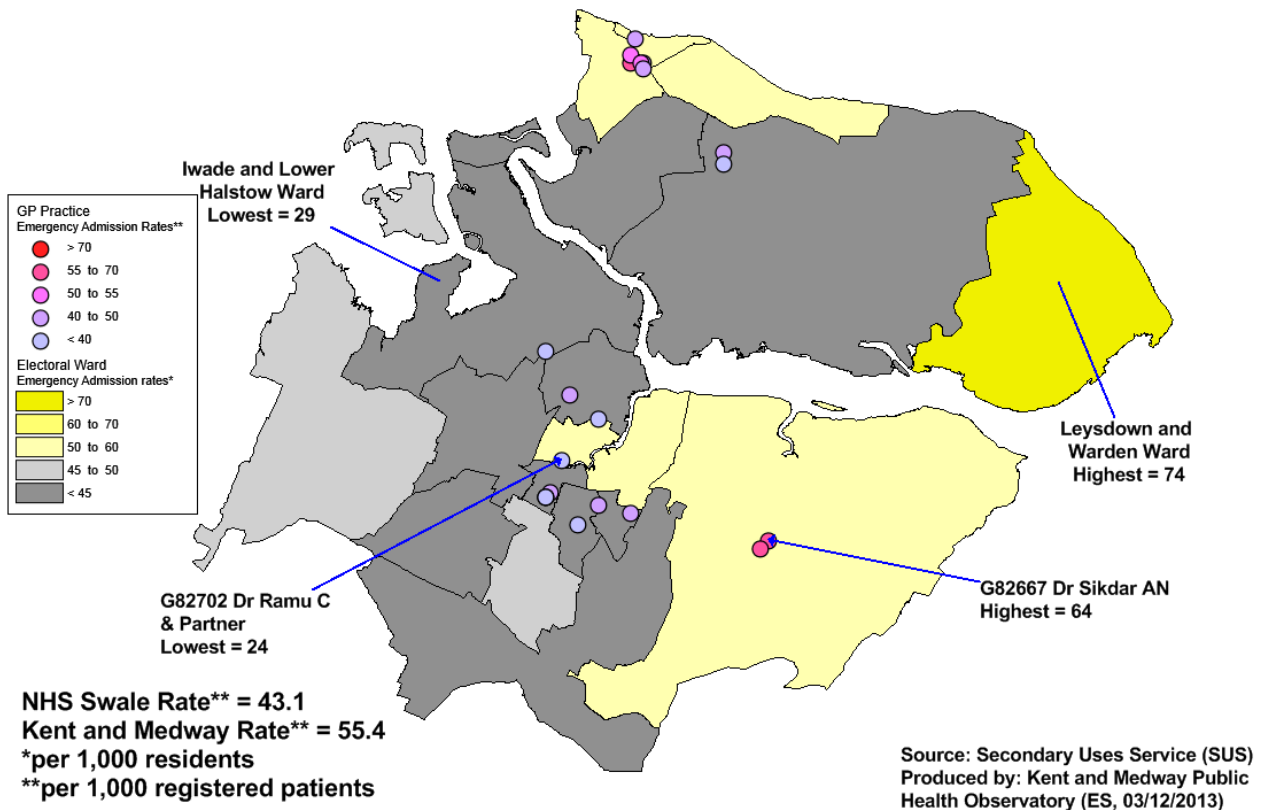 Iwade and Lower
Halstow Ward
Lowest = 29
GP Practice
Emergency Admission Rates**
> 70
55 to 70
50 to 55
40 to 50
< 40
Electoral Ward
Emergency Admission rates*
> 70
60 to 70
50 to 60
45 to 50
< 45
Leysdown and
Warden Ward
Highest = 74
G82702 Dr Ramu C
& Partner
Lowest = 24
G82667 Dr Sikdar AN
Highest = 64
NHS Swale Rate** = 43.1
Kent and Medway Rate** = 55.4
*per 1,000 residents
**per 1,000 registered patients
Source: Secondary Uses Service (SUS)
Produced by: Kent and Medway Public
Health Observatory (ES, 03/12/2013)